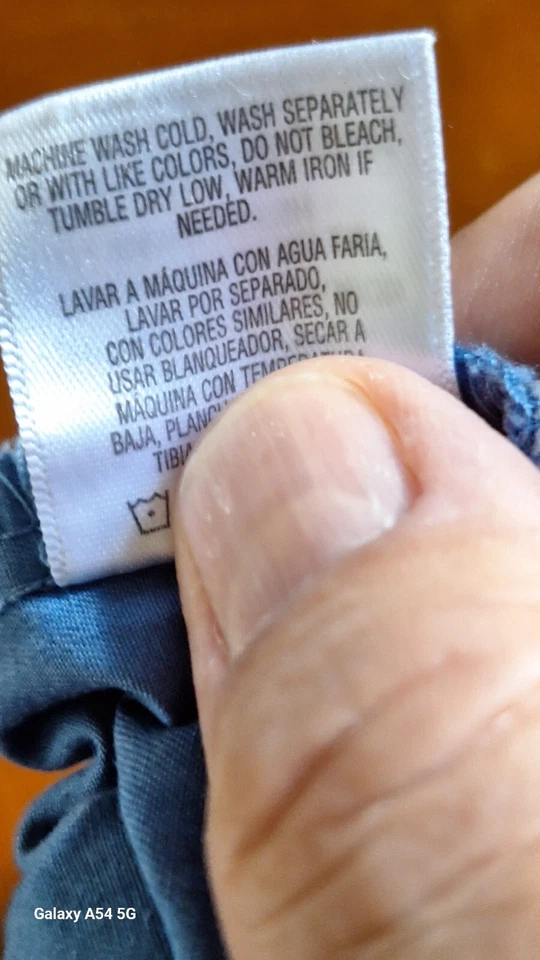 MACHINE WASH COLD, WASH SEPARATELY
OR WITH LIKE COLORS, DO NOT BLEACH,
TUMBLE DRY LOW, WARM IRON IF
NEEDED.
LAVAR A MÁQUINA CON AGUA FARIA,
LAVAR POR SEPARADO,
CON COLORES SIMILARES, NO
USAR BLANQUEADOR, SECAR A
MÁQUINA CON TEMPERATURA
BAJA,
Galaxy A54 5G